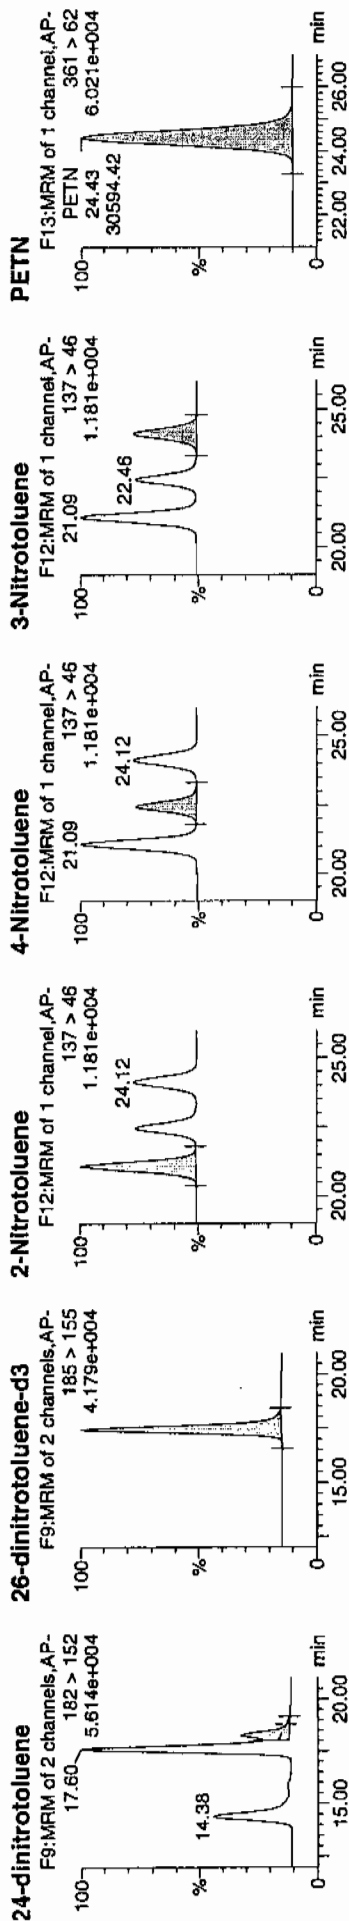 24-dinitrotoluene
F9:MRM of 2 channels,AP-
182 > 152
5.614e+004
17.60
14.38
100
%
0
15.00
20.00
min
26-dinitrotoluene-d3
F9:MRM of 2 channels,AP-
185 > 155
4.179e+004
100
%
0
15.00
20.00
min
2-Nitrotoluene
F12:MRM of 1 channel,AP-
137 > 46
1.181e+004
24.12
100
%
0
20.00
25.00
min
4-Nitrotoluene
F12:MRM of 1 channel,AP-
21.09
137 > 46
1.181e+004
24.12
100
%
0
20.00
25.00
min
3-Nitrotoluene
F12:MRM of 1 channel,AP-
21.09
137 > 46
1.181e+004
22.46
100
%
0
20.00
25.00
min
PETN
F13:MRM of 1 channel,AP-
361 > 62
6.021e+004
PETN
24.43
30594.42
100
%
0
22.00
24.00
26.00
min